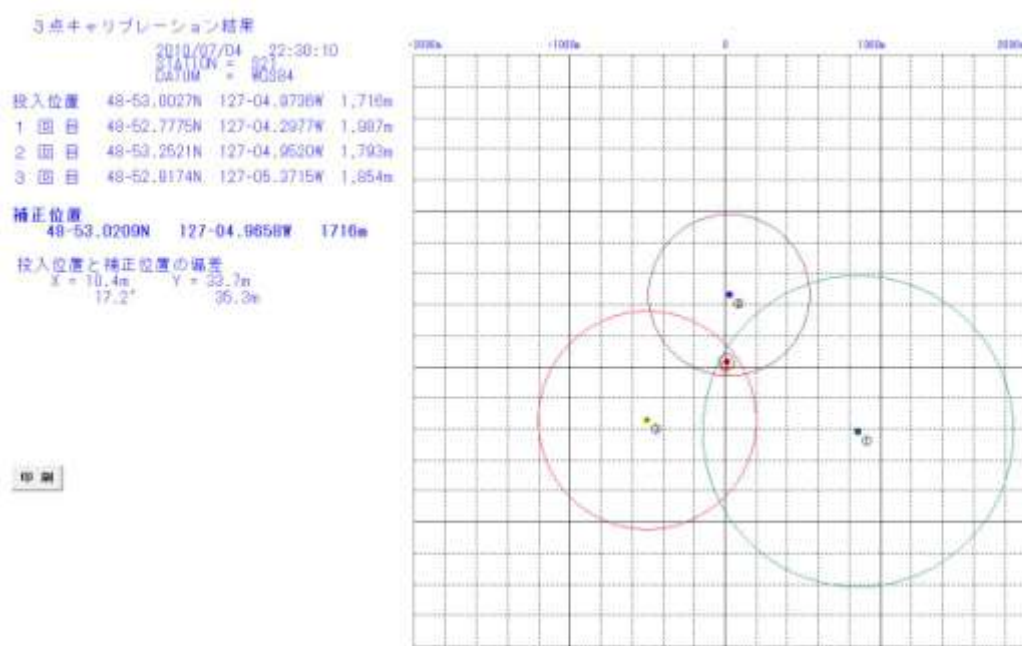 3点キャリブレーション結果
2010/07/04 22:30:10
STATION = S21
DATUM = WGS84
投入位置 48-53.0027N 127-04.9736W 1,716m
1 回 目 48-52.7775N 127-04.2977W 1,987m
2 回 目 48-53.2521N 127-04.9520W 1,793m
3 回 目 48-52.8174N 127-05.3715W 1,854m
補正位置
48-53.0209N 127-04.9658W 1716m
投入位置と補正位置の偏差
X = 10.4m Y = 33.7m
17.2° 35.3m
印 刷
-2000m -1000m 0 1000m 2000m
②
③
①